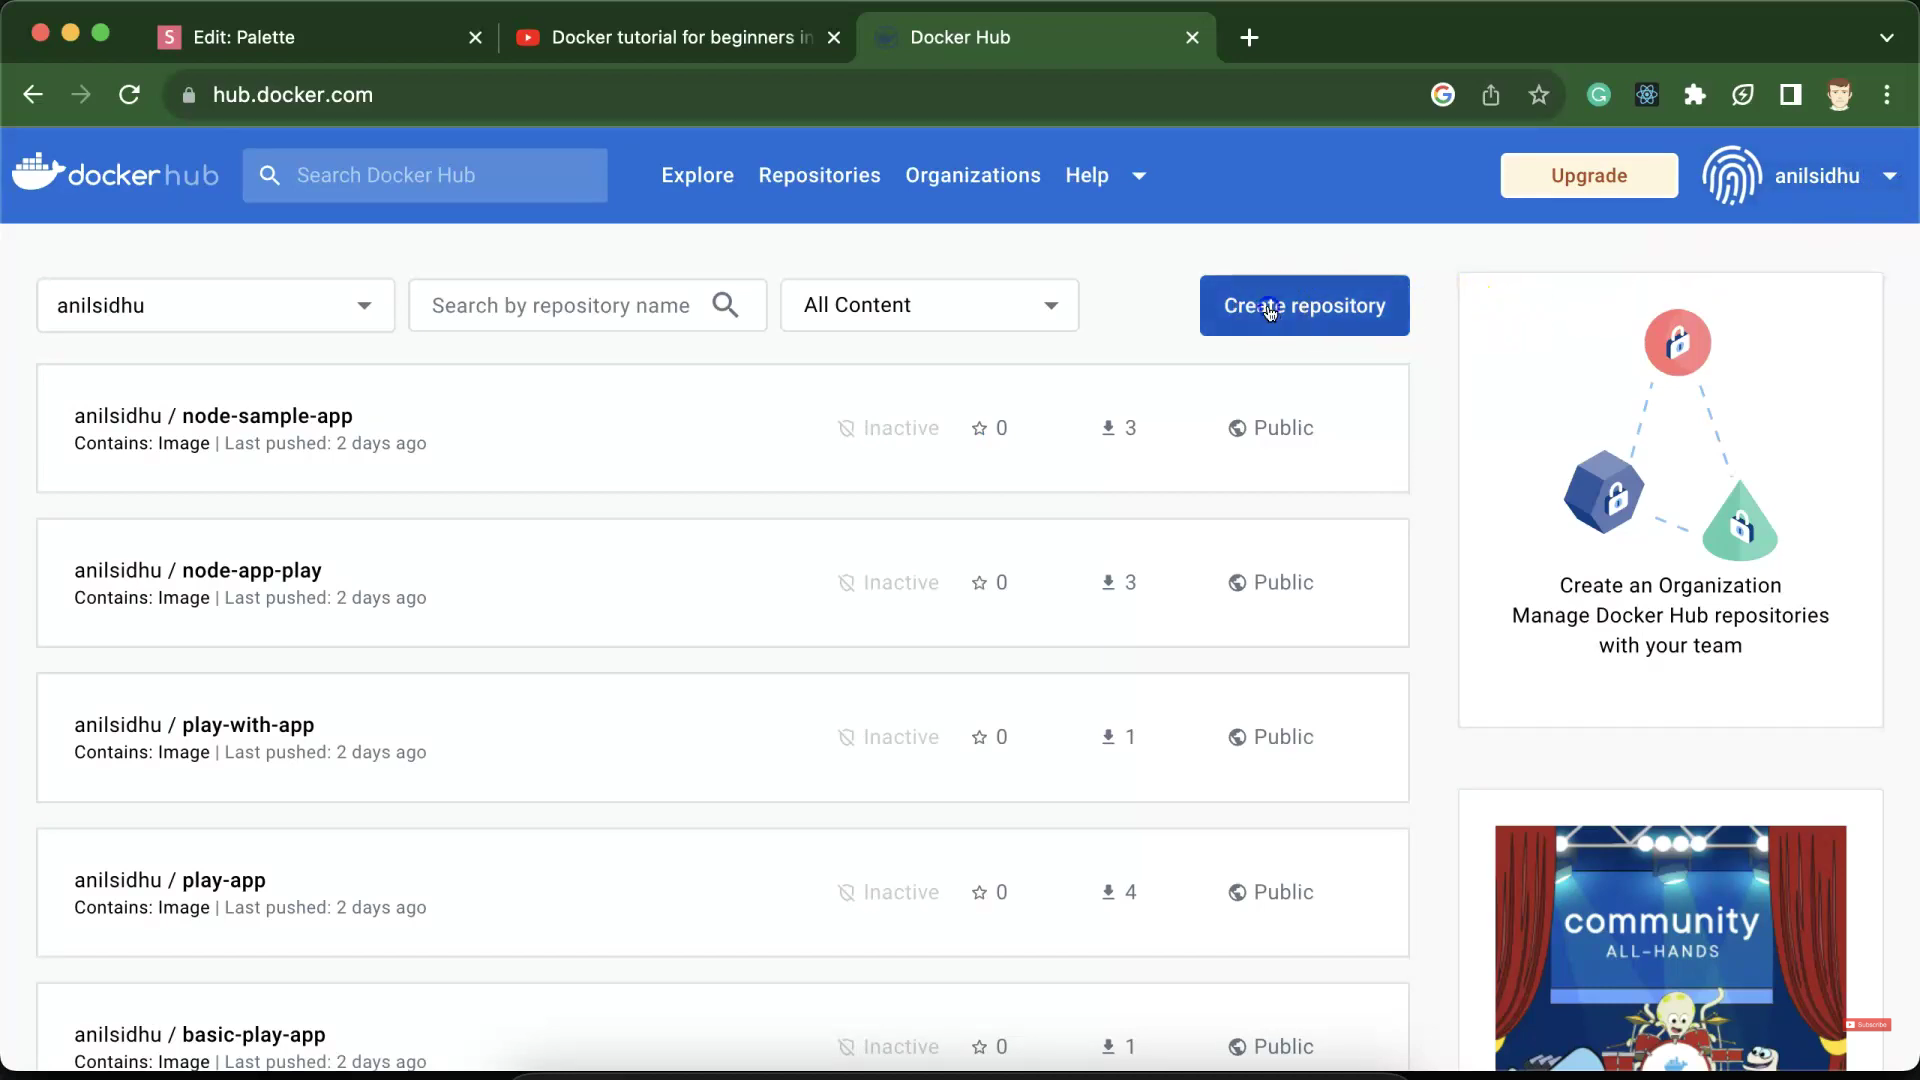 S Edit: Palette
Docker tutorial for beginners in
Docker Hub
hub.docker.com
dockerhub
Search Docker Hub
Explore
Repositories
Organizations
Help
Upgrade
anilsidhu
anilsidhu
Search by repository name
All Content
Create repository
anilsidhu / node-sample-app
Contains: Image | Last pushed: 2 days ago
Inactive
0
3
Public
anilsidhu / node-app-play
Contains: Image | Last pushed: 2 days ago
Inactive
0
3
Public
anilsidhu / play-with-app
Contains: Image | Last pushed: 2 days ago
Inactive
0
1
Public
anilsidhu / play-app
Contains: Image | Last pushed: 2 days ago
Inactive
0
4
Public
anilsidhu / basic-play-app
Contains: Image | Last pushed: 2 days ago
Inactive
0
1
Public
Create an Organization
Manage Docker Hub repositories
with your team
community
ALL-HANDS
Subscribe